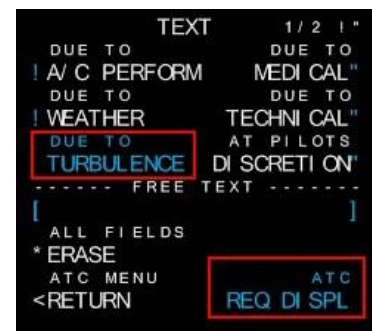 TEXT 1/2 !"
DUE TO DUE TO
! A/C PERFORM MEDICAL"
DUE TO DUE TO
! WEATHER TECHNICAL"
DUE TO AT PILOTS
TURBULENCE DISCRETION"
------ FREE TEXT -------
[ ]
ALL FIELDS
* ERASE
ATC MENU ATC
<RETURN REQ DISPL